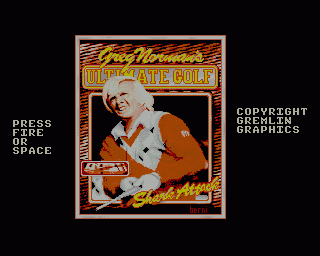 Greg Norman's
ULTIMATE GOLF
PRESS
FIRE
OR
SPACE
COPYRIGHT
GREMLIN
GRAPHICS
Shark Attack